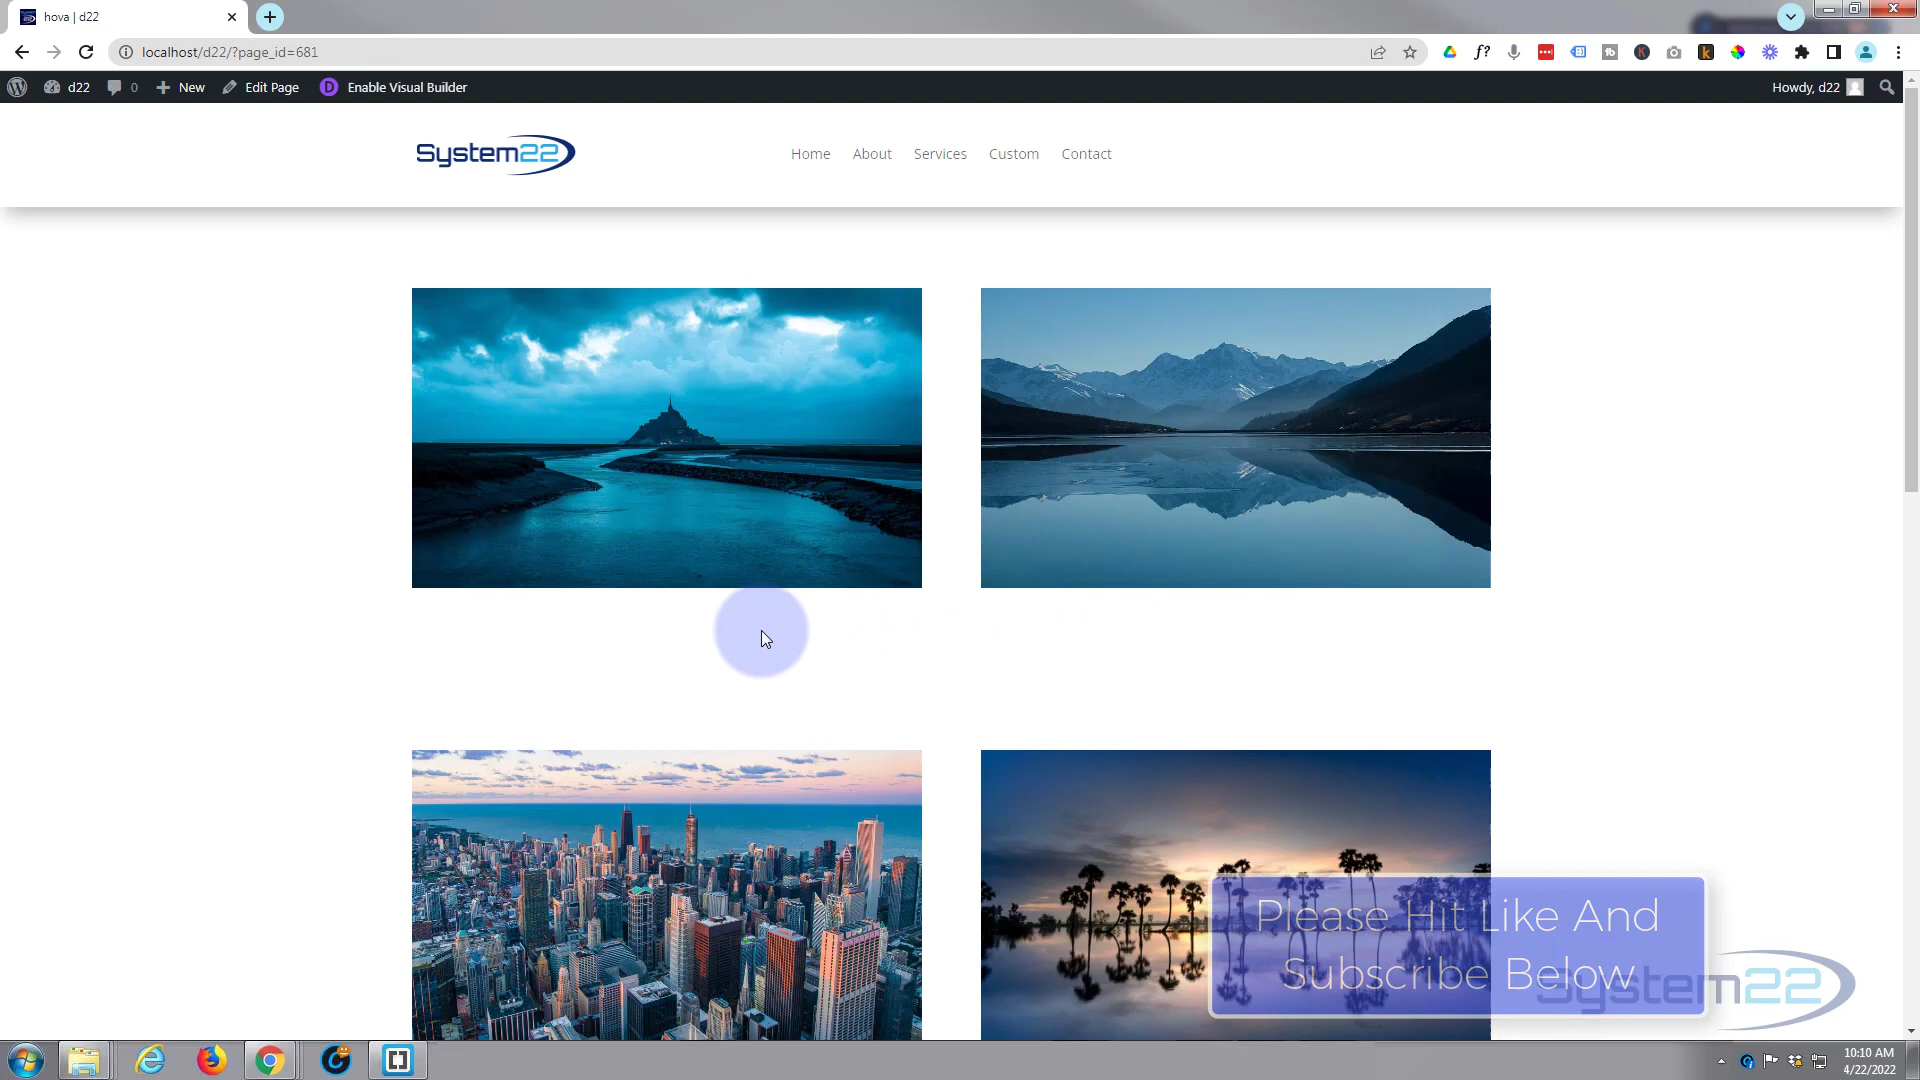 hova | d22
localhost/d22/?page_id=681
d22 0 New Edit Page D Enable Visual Builder Howdy, d22
System22
Home About Services Custom Contact
Please Hit Like And
Subscribe Below
System22
10:10 AM
4/22/2022